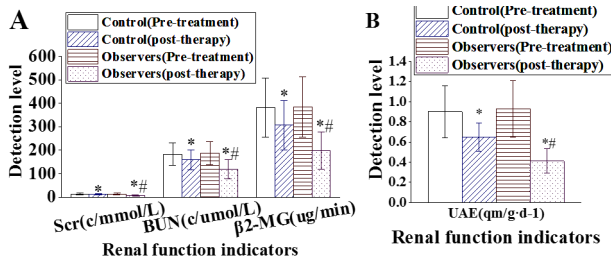 A
Control(Pre-treatment)
Control(post-therapy)
Observers(Pre-treatment)
Observers(post-therapy)
Detection level
600
500
400
300
200
100
0
*
*#
*
*#
*
*#
Scr(c/mmol/L)
BUN(c/umol/L)
β2-MG(ug/min)
Renal function indicators
B
Control(Pre-treatment)
Control(post-therapy)
Observers(Pre-treatment)
Observers(post-therapy)
Detection level
1.4
1.2
1.0
0.8
0.6
0.4
0.2
0.0
*
*#
UAE(qm/g·d-1)
Renal function indicators